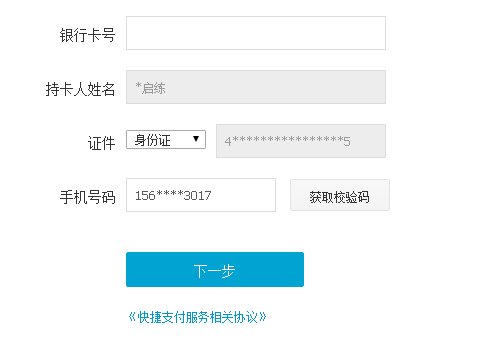 银行卡号
持卡人姓名 *启练
证件 身份证 ▼ 4****************5
手机号码 156****3017 获取校验码
下一步
《快捷支付服务相关协议》